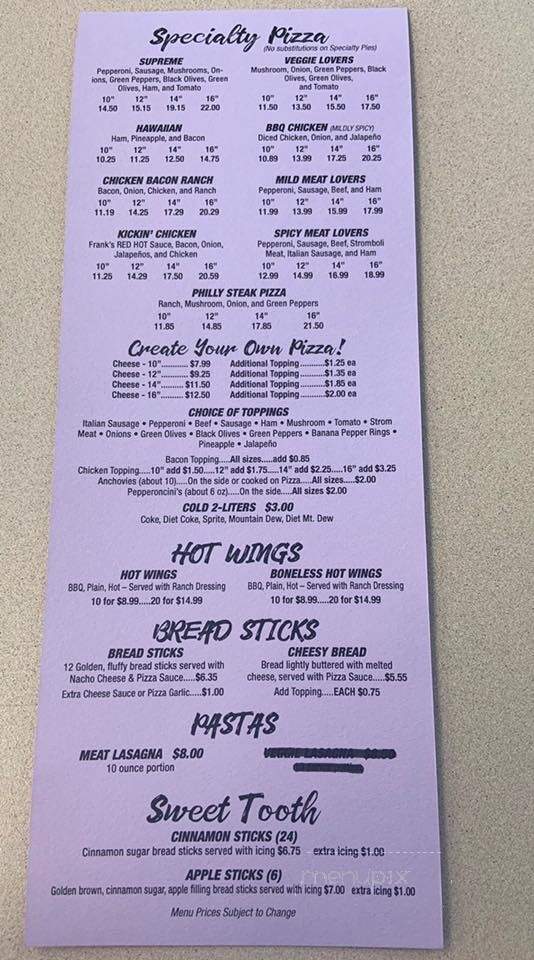 Specialty Pizza
(No substitutions on Specialty Pies)
SUPREME
Pepperoni, Sausage, Mushrooms, On-
ions, Green Peppers, Black Olives, Green
Olives, Ham, and Tomato
10" 12" 14" 16"
14.50 15.15 19.15 22.00
VEGGIE LOVERS
Mushroom, Onion, Green Peppers, Black
Olives, Green Olives,
and Tomato
10" 12" 14" 16"
11.50 13.50 15.50 17.50
HAWAIIAN
Ham, Pineapple, and Bacon
10" 12" 14" 16"
10.25 11.25 12.50 14.75
BBQ CHICKEN (MILDLY SPICY)
Diced Chicken, Onion, and Jalapeño
10" 12" 14" 16"
10.89 13.99 17.25 20.25
CHICKEN BACON RANCH
Bacon, Onion, Chicken, and Ranch
10" 12" 14" 16"
11.19 14.25 17.29 20.29
MILD MEAT LOVERS
Pepperoni, Sausage, Beef, and Ham
10" 12" 14" 16"
11.99 13.99 15.99 17.99
KICKIN' CHICKEN
Frank's RED HOT Sauce, Bacon, Onion,
Jalapeños, and Chicken
10" 12" 14" 16"
11.25 14.29 17.50 20.59
SPICY MEAT LOVERS
Pepperoni, Sausage, Beef, Stromboli
Meat, Italian Sausage, and Ham
10" 12" 14" 16"
12.99 14.99 16.99 18.99
PHILLY STEAK PIZZA
Ranch, Mushroom, Onion, and Green Peppers
10" 12" 14" 16"
11.85 14.85 17.85 21.50
Create Your Own Pizza!
Cheese - 10"........... $7.99 Additional Topping..........$1.25 ea
Cheese - 12"........... $9.25 Additional Topping..........$1.35 ea
Cheese - 14"......... $11.50 Additional Topping..........$1.85 ea
Cheese - 16"......... $12.50 Additional Topping..........$2.00 ea
CHOICE OF TOPPINGS
Italian Sausage • Pepperoni • Beef • Sausage • Ham • Mushroom • Tomato • Strom
Meat • Onions • Green Olives • Black Olives • Green Peppers • Banana Pepper Rings •
Pineapple • Jalapeño
Bacon Topping.....All sizes.....add $0.85
Chicken Topping.....10" add $1.50.....12" add $1.75.....14" add $2.25.....16" add $3.25
Anchovies (about 10).....On the side or cooked on Pizza.....All sizes.....$2.00
Pepperoncini's (about 6 oz).....On the side.....All sizes $2.00
COLD 2-LITERS $3.00
Coke, Diet Coke, Sprite, Mountain Dew, Diet Mt. Dew
HOT WINGS
HOT WINGS
BBQ, Plain, Hot – Served with Ranch Dressing
10 for $8.99.....20 for $14.99
BONELESS HOT WINGS
BBQ, Plain, Hot – Served with Ranch Dressing
10 for $8.99.....20 for $14.99
BREAD STICKS
BREAD STICKS
12 Golden, fluffy bread sticks served with
Nacho Cheese & Pizza Sauce.....$6.35
Extra Cheese Sauce or Pizza Garlic.....$1.00
CHEESY BREAD
Bread lightly buttered with melted
cheese, served with Pizza Sauce.....$5.55
Add Topping.....EACH $0.75
PASTAS
MEAT LASAGNA $8.00
10 ounce portion
VEGGIE LASAGNA
Sweet Tooth
CINNAMON STICKS (24)
Cinnamon sugar bread sticks served with icing $6.75 extra icing $1.00
APPLE STICKS (6)
Golden brown, cinnamon sugar, apple filling bread sticks served with icing $7.00 extra icing $1.00
Menu Prices Subject to Change
menupix